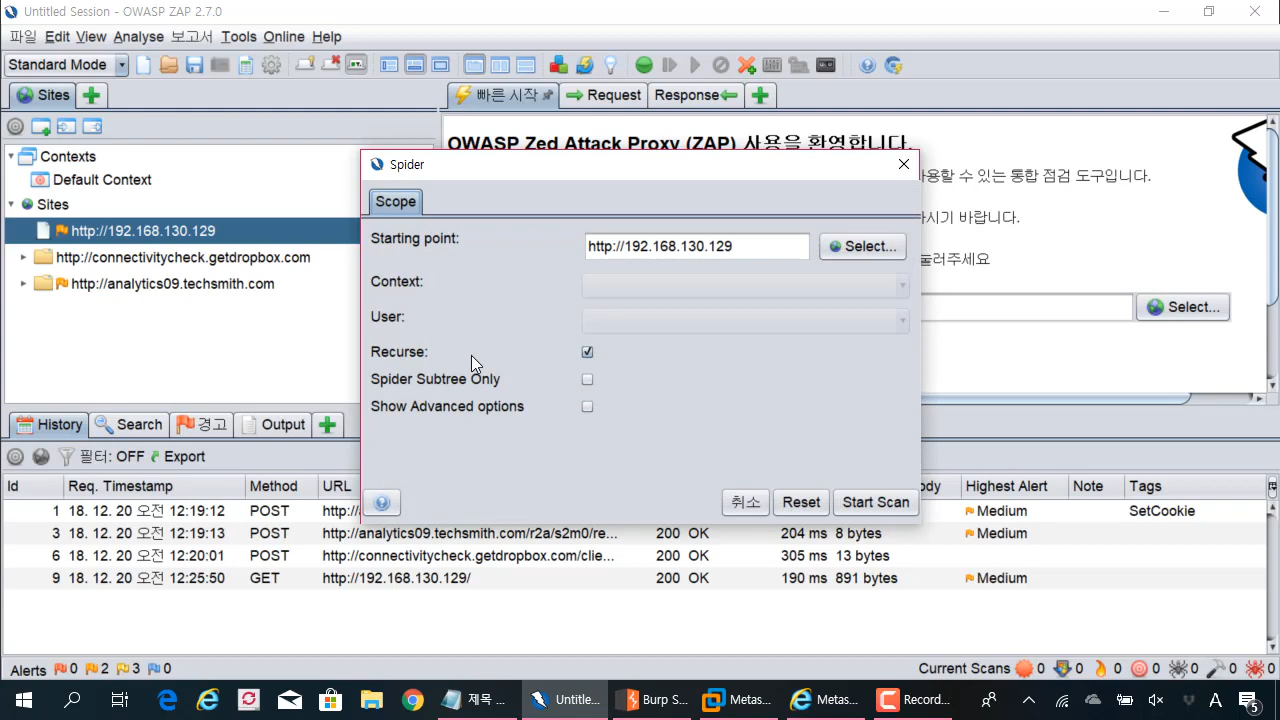 Untitled Session - OWASP ZAP 2.7.0
파일 Edit View Analyse 보고서 Tools Online Help
Standard Mode
Sites
빠른 시작 Request Response
Contexts
Default Context
Sites
http://192.168.130.129
http://connectivitycheck.getdropbox.com
http://analytics09.techsmith.com
OWASP Zed Attack Proxy (ZAP) 사용을 환영합니다.
사용할 수 있는 통합 점검 도구입니다.
하시기 바랍니다.
눌러주세요
Select...
Spider
Scope
Starting point: http://192.168.130.129 Select...
Context:
User:
Recurse:
Spider Subtree Only
Show Advanced options
취소 Reset Start Scan
History Search 경고 Output
필터: OFF Export
Id Req. Timestamp Method URL Highest Alert Note Tags
1 18. 12. 20 오전 12:19:12 POST Medium SetCookie
3 18. 12. 20 오전 12:19:13 POST http://analytics09.techsmith.com/r2a/s2m0/re... 200 OK 204 ms 8 bytes Medium
6 18. 12. 20 오전 12:20:01 POST http://connectivitycheck.getdropbox.com/clie... 200 OK 305 ms 13 bytes
9 18. 12. 20 오전 12:25:50 GET http://192.168.130.129/ 200 OK 190 ms 891 bytes Medium
Alerts 0 2 3 0 Current Scans 0 0 0 0 0 0 0
제목 ... Untitle... Burp S... Metas... Metas... Record... A 5